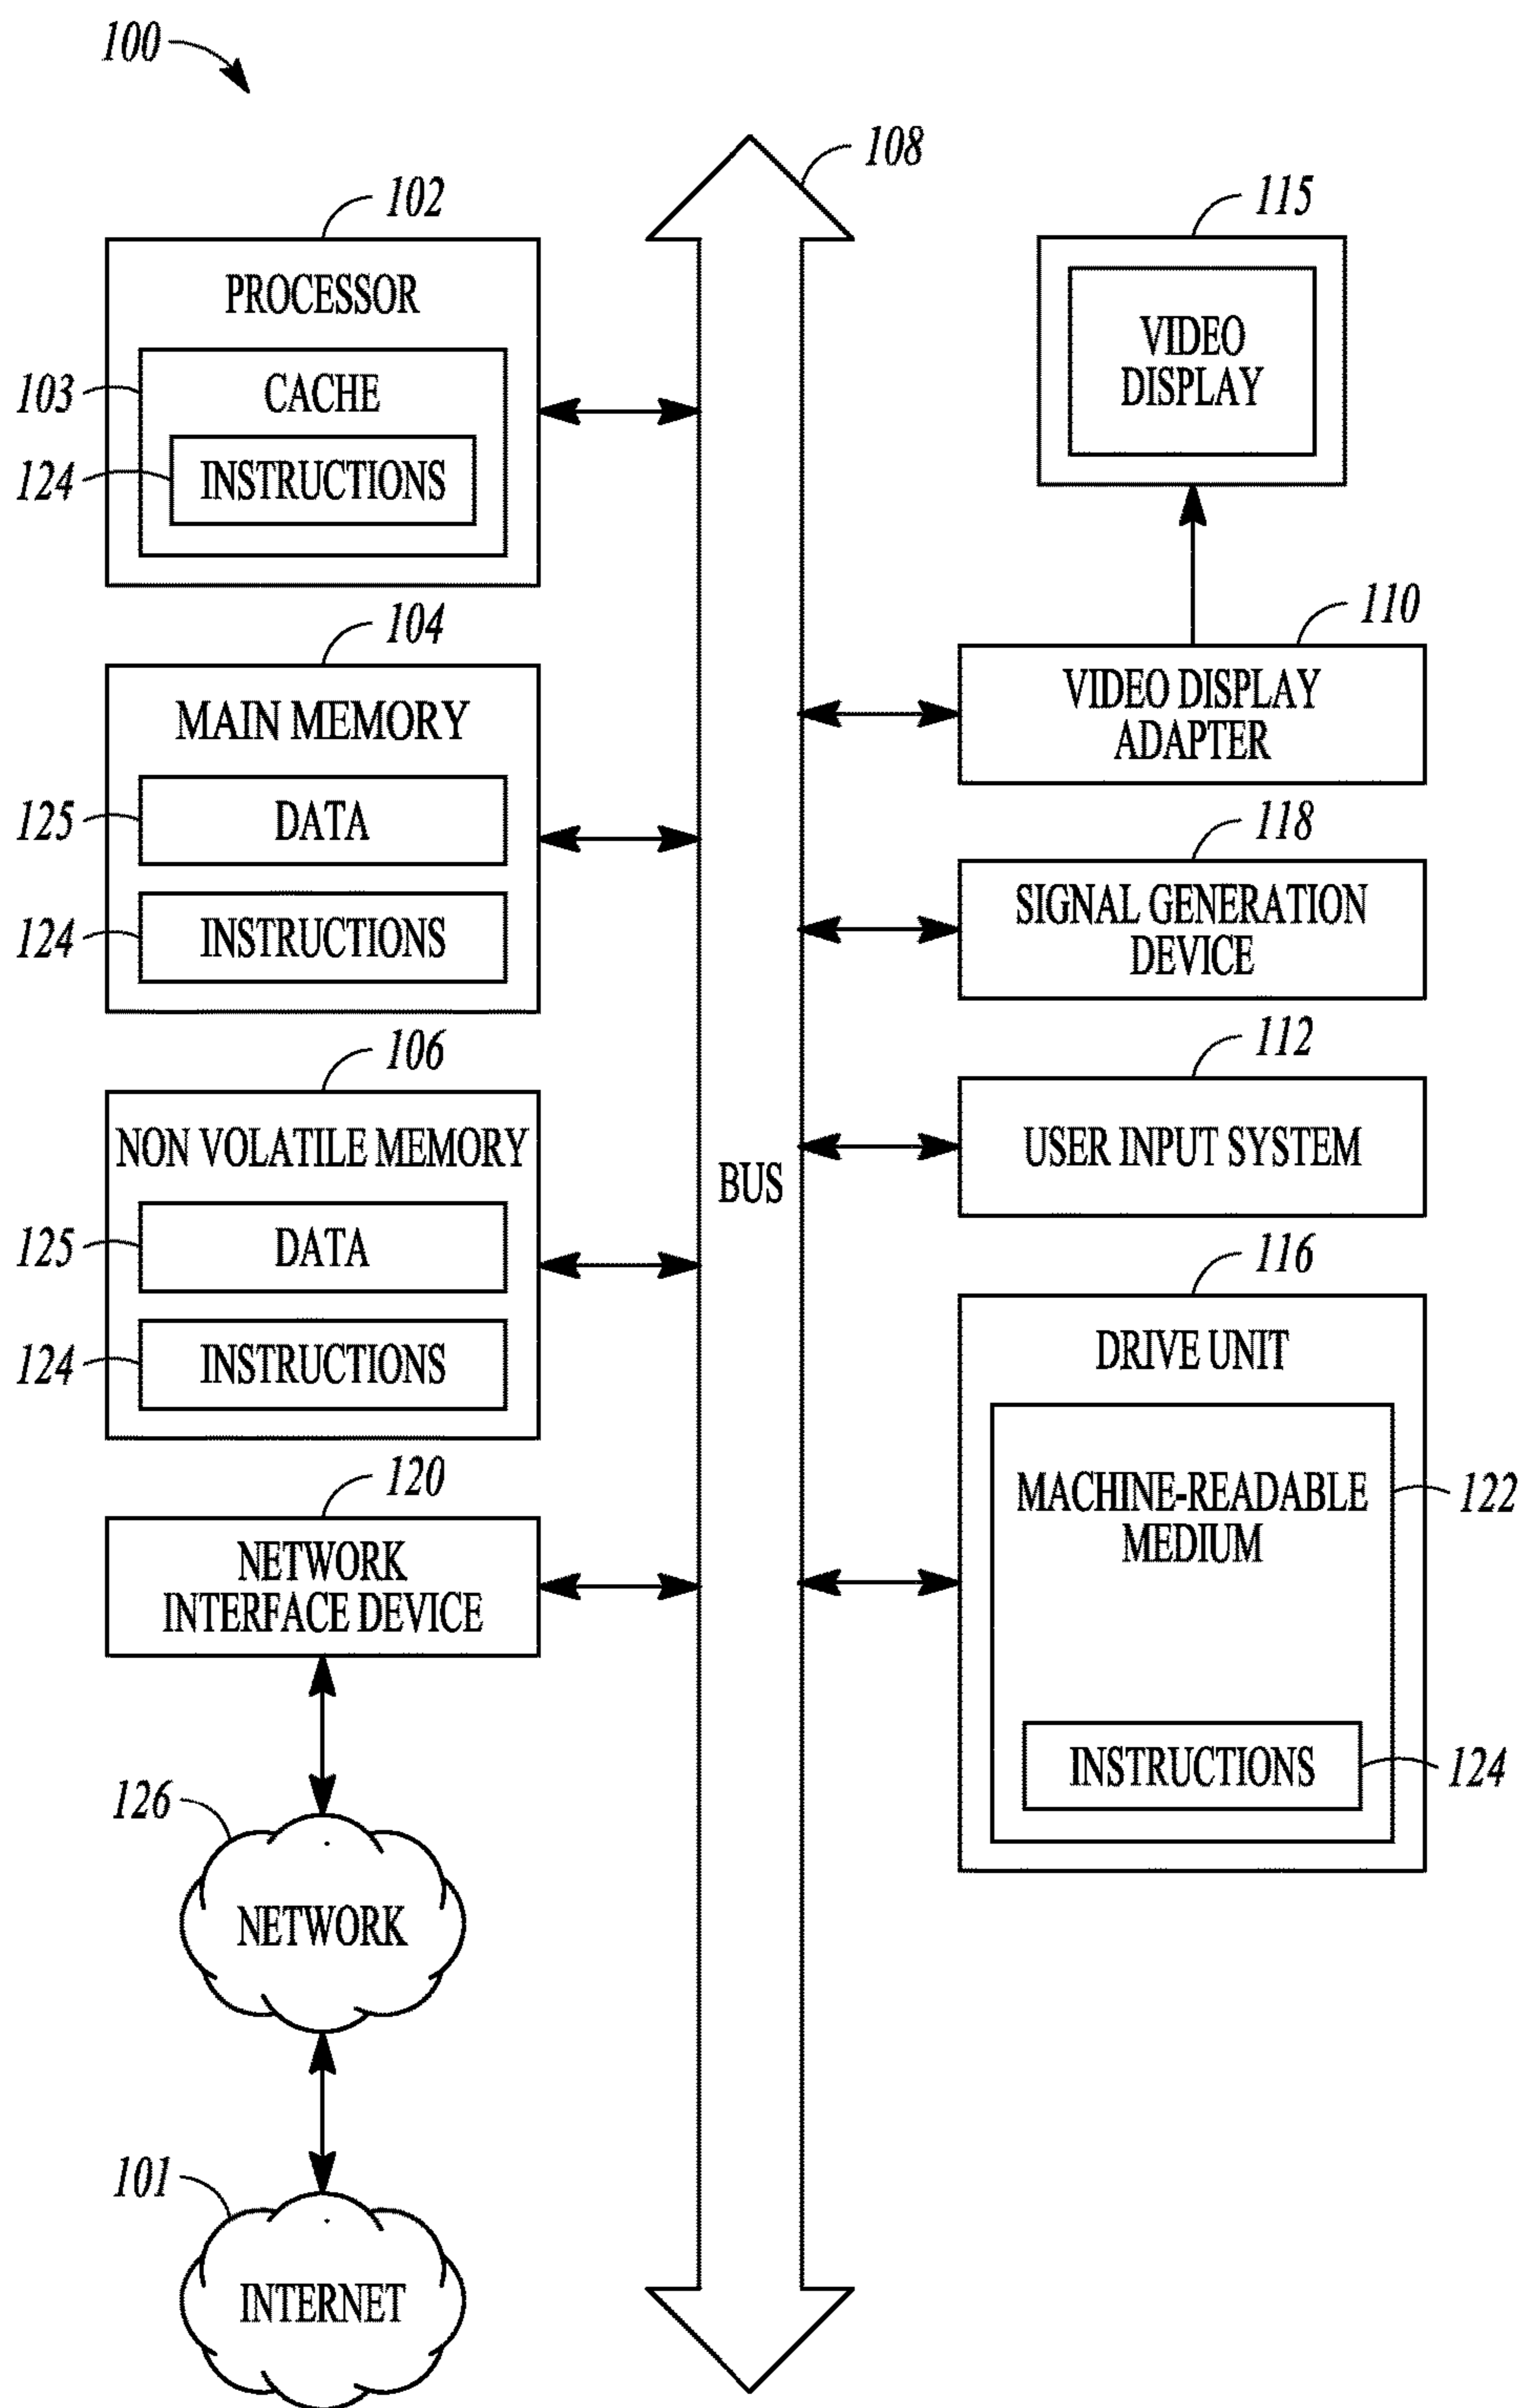 100
108
102
PROCESSOR
103
CACHE
124
INSTRUCTIONS
104
MAIN MEMORY
125
DATA
124
INSTRUCTIONS
106
NON VOLATILE MEMORY
125
DATA
124
INSTRUCTIONS
120
NETWORK
INTERFACE DEVICE
126
NETWORK
101
INTERNET
BUS
115
VIDEO
DISPLAY
110
VIDEO DISPLAY
ADAPTER
118
SIGNAL GENERATION
DEVICE
112
USER INPUT SYSTEM
116
DRIVE UNIT
MACHINE-READABLE
MEDIUM
122
INSTRUCTIONS
124